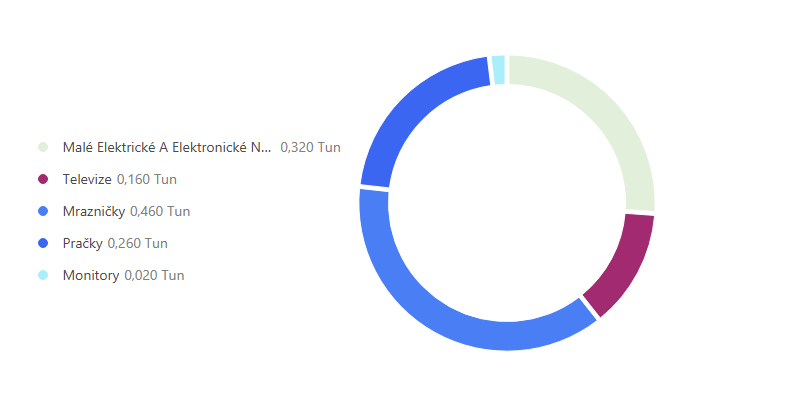 Malé Elektrické A Elektronické N... 0,320 Tun
Televize 0,160 Tun
Mrazničky 0,460 Tun
Pračky 0,260 Tun
Monitory 0,020 Tun